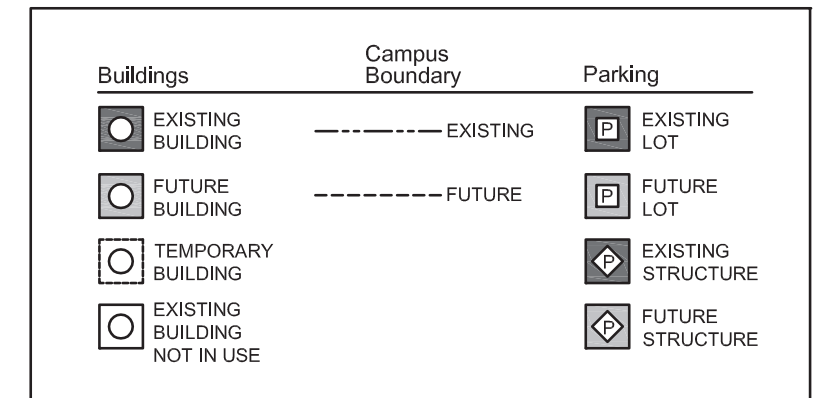 Buildings
EXISTING
BUILDING
FUTURE
BUILDING
TEMPORARY
BUILDING
EXISTING
BUILDING
NOT IN USE
Campus
Boundary
EXISTING
FUTURE
Parking
P EXISTING
LOT
P FUTURE
LOT
P EXISTING
STRUCTURE
P FUTURE
STRUCTURE